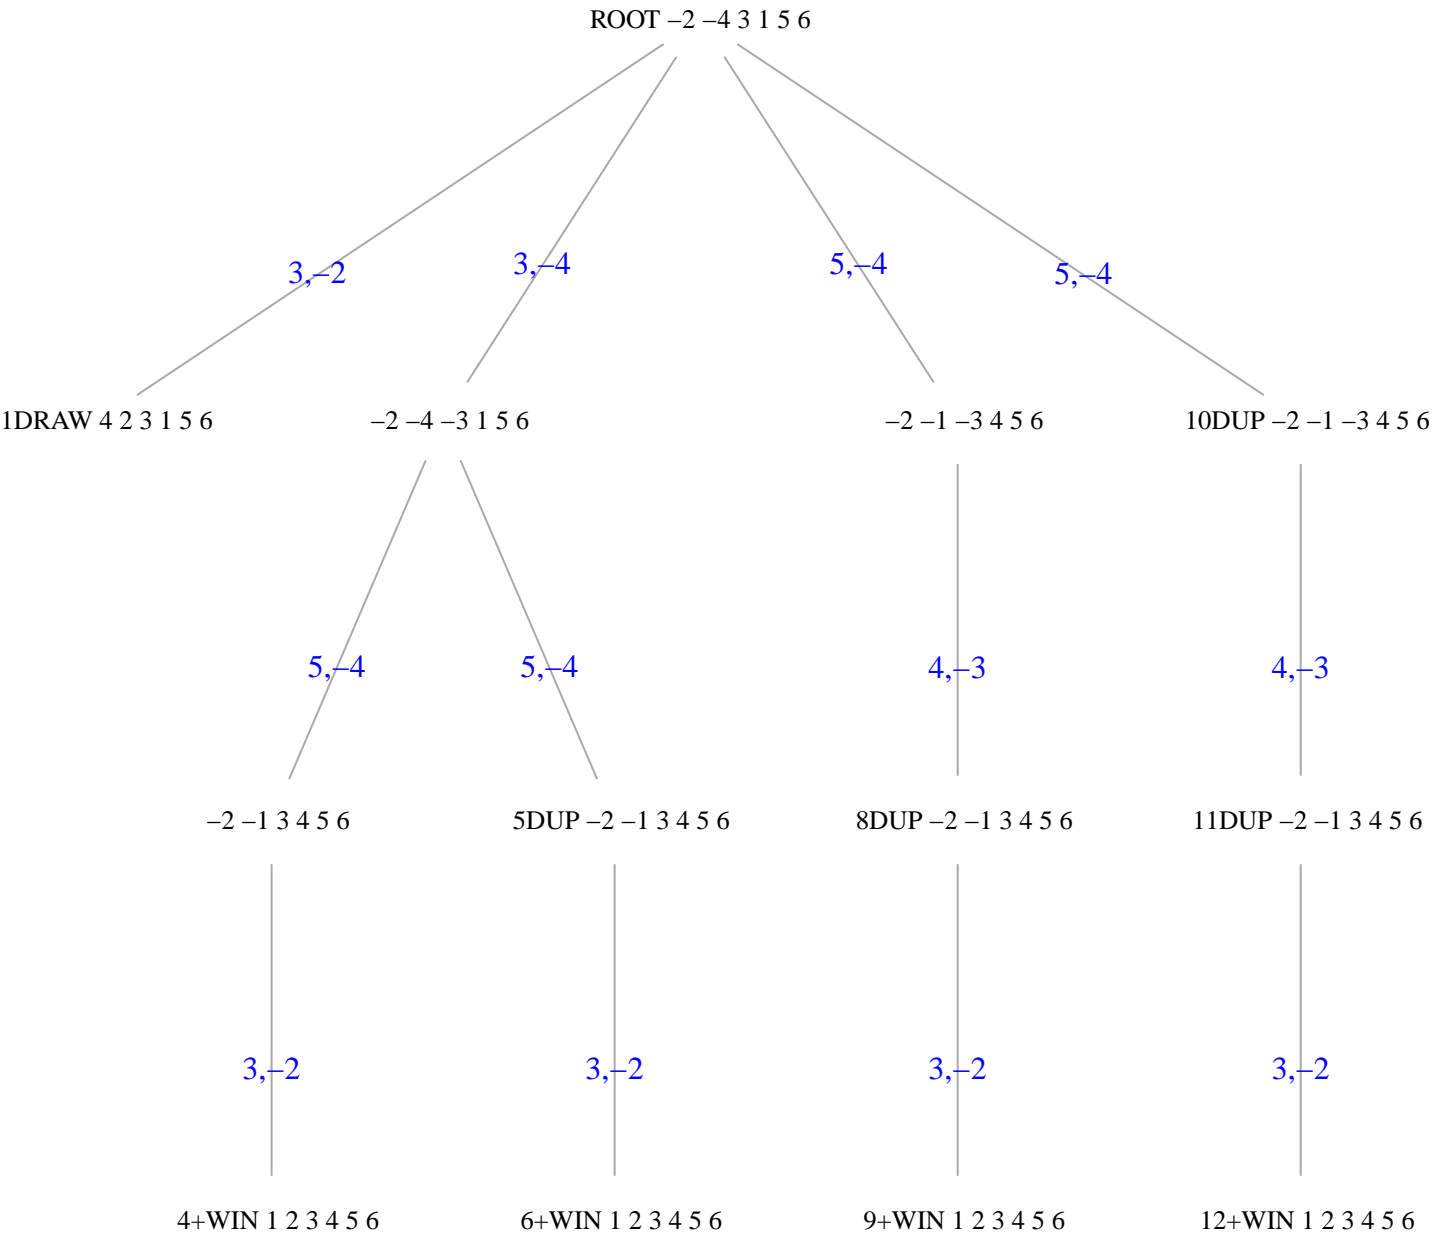 ROOT –2 –4 3 1 5 6
3,–2
3,–4
5,–4
5,–4
1DRAW 4 2 3 1 5 6
–2 –4 –3 1 5 6
–2 –1 –3 4 5 6
10DUP –2 –1 –3 4 5 6
5,–4
5,–4
4,–3
4,–3
–2 –1 3 4 5 6
5DUP –2 –1 3 4 5 6
8DUP –2 –1 3 4 5 6
11DUP –2 –1 3 4 5 6
3,–2
3,–2
3,–2
3,–2
4+WIN 1 2 3 4 5 6
6+WIN 1 2 3 4 5 6
9+WIN 1 2 3 4 5 6
12+WIN 1 2 3 4 5 6